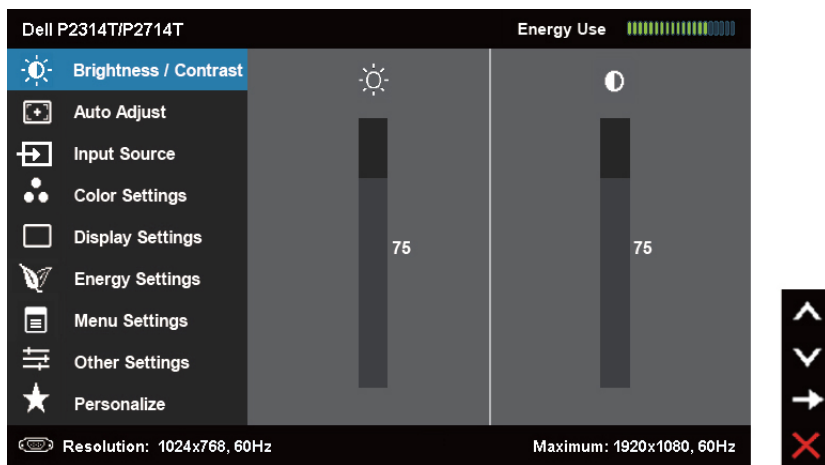 Dell P2314T/P2714T
Energy Use
Brightness / Contrast
Auto Adjust
Input Source
Color Settings
Display Settings
Energy Settings
Menu Settings
Other Settings
Personalize
75
75
Resolution: 1024x768, 60Hz
Maximum: 1920x1080, 60Hz